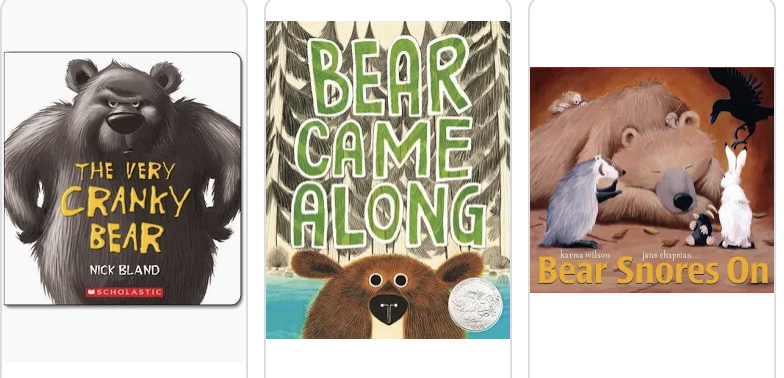 THE VERY
CRANKY
BEAR
NICK BLAND
SCHOLASTIC
BEAR
CAME
ALONG
karma wilson jane chapman
Bear Snores On